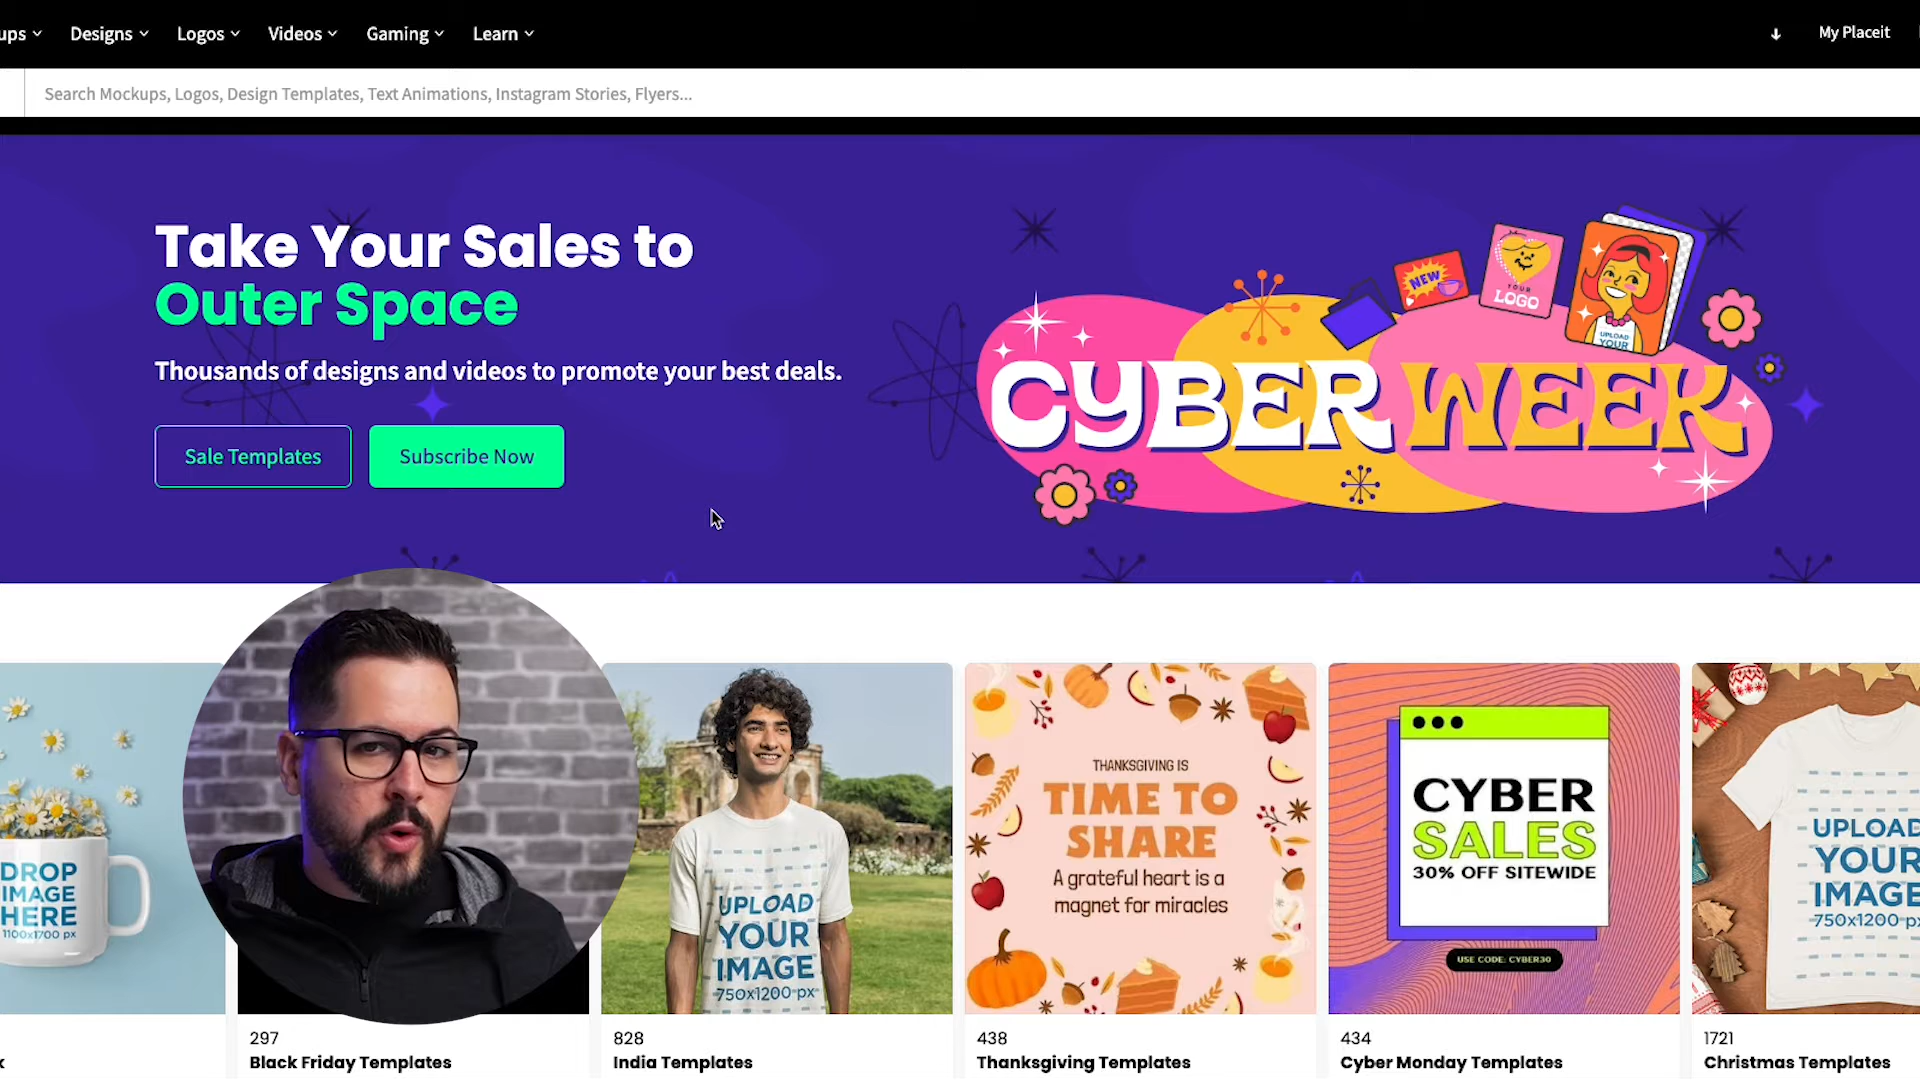 ups
Designs
Logos
Videos
Gaming
Learn
My Placeit
Search Mockups, Logos, Design Templates, Text Animations, Instagram Stories, Flyers...
Take Your Sales to
Outer Space
Thousands of designs and videos to promote your best deals.
Sale Templates
Subscribe Now
NEW
YOUR
LOGO
UPLOAD
YOUR
CYBER WEEK
DROP
IMAGE
HERE
1100x1700 px
UPLOAD
YOUR
IMAGE
750x1200 px
THANKSGIVING IS
TIME TO
SHARE
A grateful heart is a
magnet for miracles
CYBER
SALES
30% OFF SITEWIDE
USE CODE: CYBER30
UPLOAD
YOUR
IMAGE
750x1200 px
297
Black Friday Templates
828
India Templates
438
Thanksgiving Templates
434
Cyber Monday Templates
1721
Christmas Templates